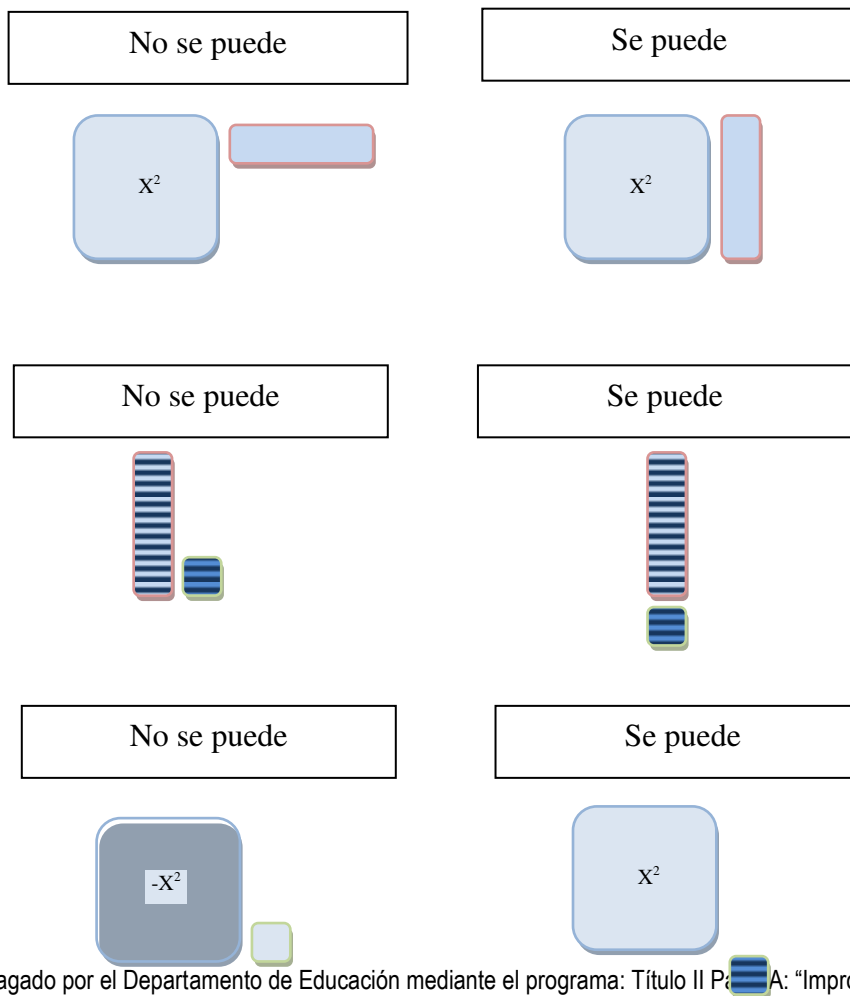 No se puede
Se puede
X²
X²
No se puede
Se puede
No se puede
Se puede
-X²
X²
agado por el Departamento de Educación mediante el programa: Título II A: “Impro